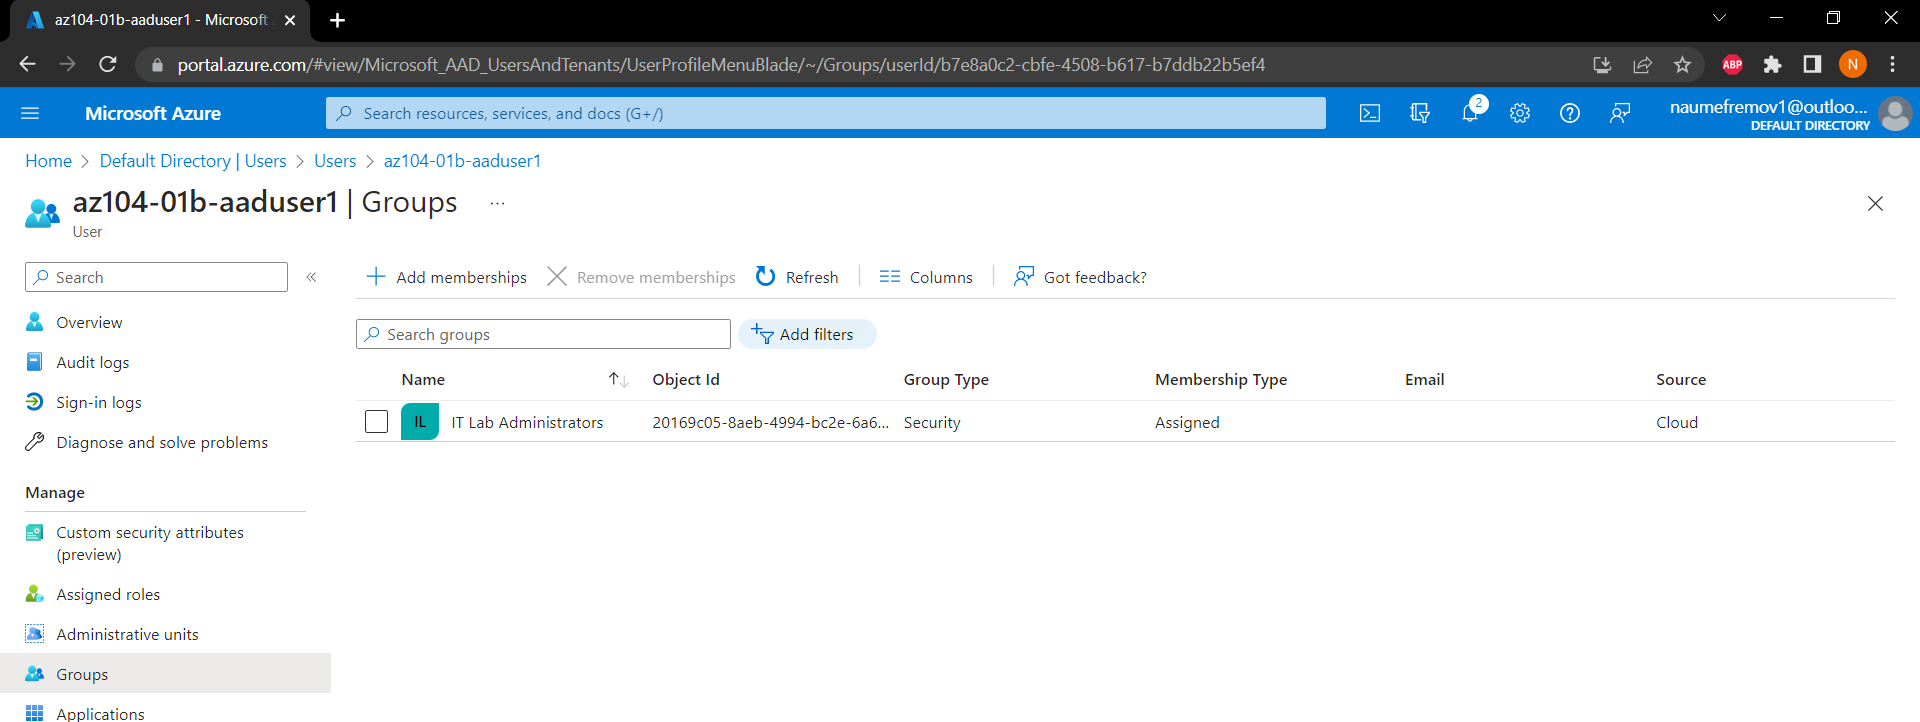 az104-01b-aaduser1 - Microsoft
portal.azure.com/#view/Microsoft_AAD_UsersAndTenants/UserProfileMenuBlade/~/Groups/userId/b7e8a0c2-cbfe-4508-b617-b7ddb22b5ef4
ABP
N
Microsoft Azure
Search resources, services, and docs (G+/)
2
naumefremov1@outloo...
DEFAULT DIRECTORY
Home > Default Directory | Users > Users > az104-01b-aaduser1
az104-01b-aaduser1 | Groups ...
User
Search
«
Add memberships
Remove memberships
Refresh
Columns
Got feedback?
Overview
Audit logs
Sign-in logs
Diagnose and solve problems
Manage
Custom security attributes
(preview)
Assigned roles
Administrative units
Groups
Applications
Search groups
Add filters
Name Object Id Group Type Membership Type Email Source
IL IT Lab Administrators 20169c05-8aeb-4994-bc2e-6a6... Security Assigned Cloud